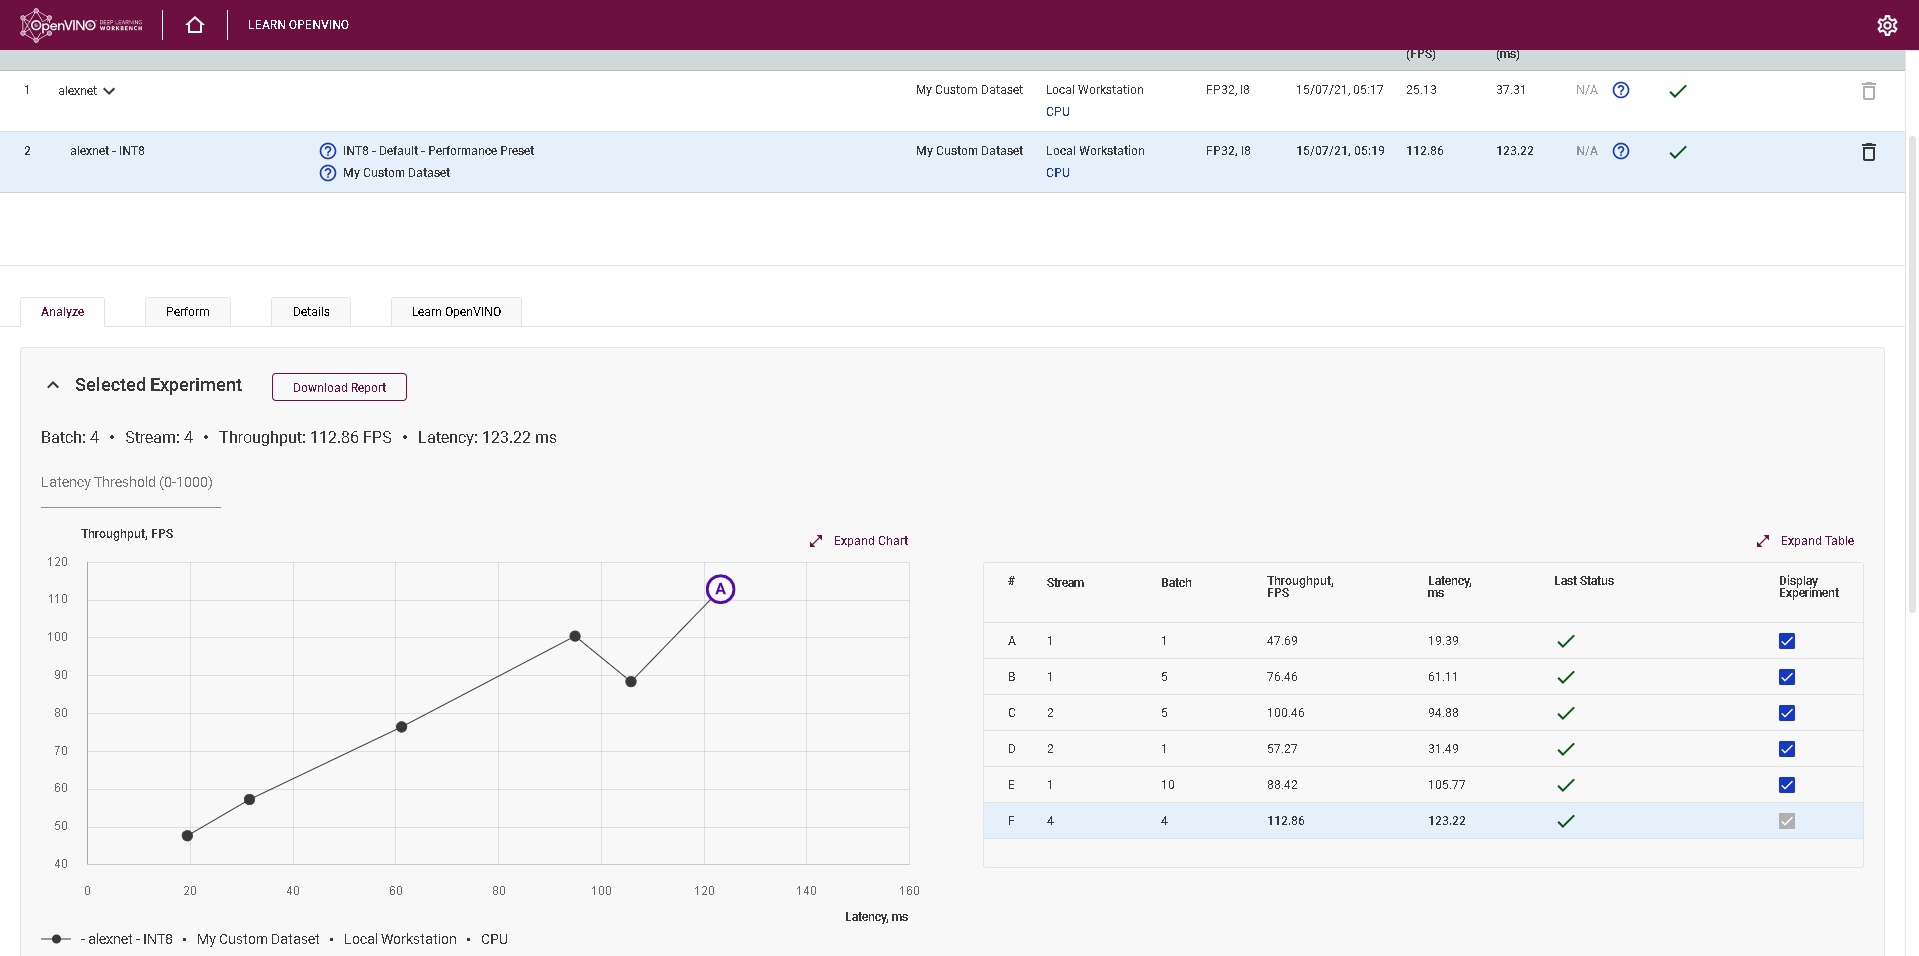 OpenVINO DEEP LEARNING WORKBENCH LEARN OPENVINO
(FPS) (ms)
1 alexnet My Custom Dataset Local Workstation FP32, I8 15/07/21, 05:17 25.13 37.31 N/A ?
CPU
2 alexnet - INT8 ? INT8 - Default - Performance Preset My Custom Dataset Local Workstation FP32, I8 15/07/21, 05:19 112.86 123.22 N/A ?
? My Custom Dataset CPU
Analyze Perform Details Learn OpenVINO
Selected Experiment Download Report
Batch: 4 • Stream: 4 • Throughput: 112.86 FPS • Latency: 123.22 ms
Latency Threshold (0-1000)
Throughput, FPS
Expand Chart
120
110
100
90
80
70
60
50
40
A
0 20 40 60 80 100 120 140 160
Latency, ms
- alexnet - INT8 • My Custom Dataset • Local Workstation • CPU
Expand Table
# Stream Batch Throughput, FPS Latency, ms Last Status Display Experiment
A 1 1 47.69 19.39
B 1 5 76.46 61.11
C 2 5 100.46 94.88
D 2 1 57.27 31.49
E 1 10 88.42 105.77
F 4 4 112.86 123.22